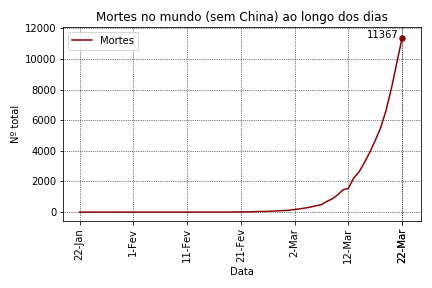 Mortes no mundo (sem China) ao longo dos dias
12000
11367
Mortes
10000
8000
6000
4000
2000
0
Nº total
22-Jan
1-Fev
11-Fev
21-Fev
2-Mar
12-Mar
22-Mar
Data